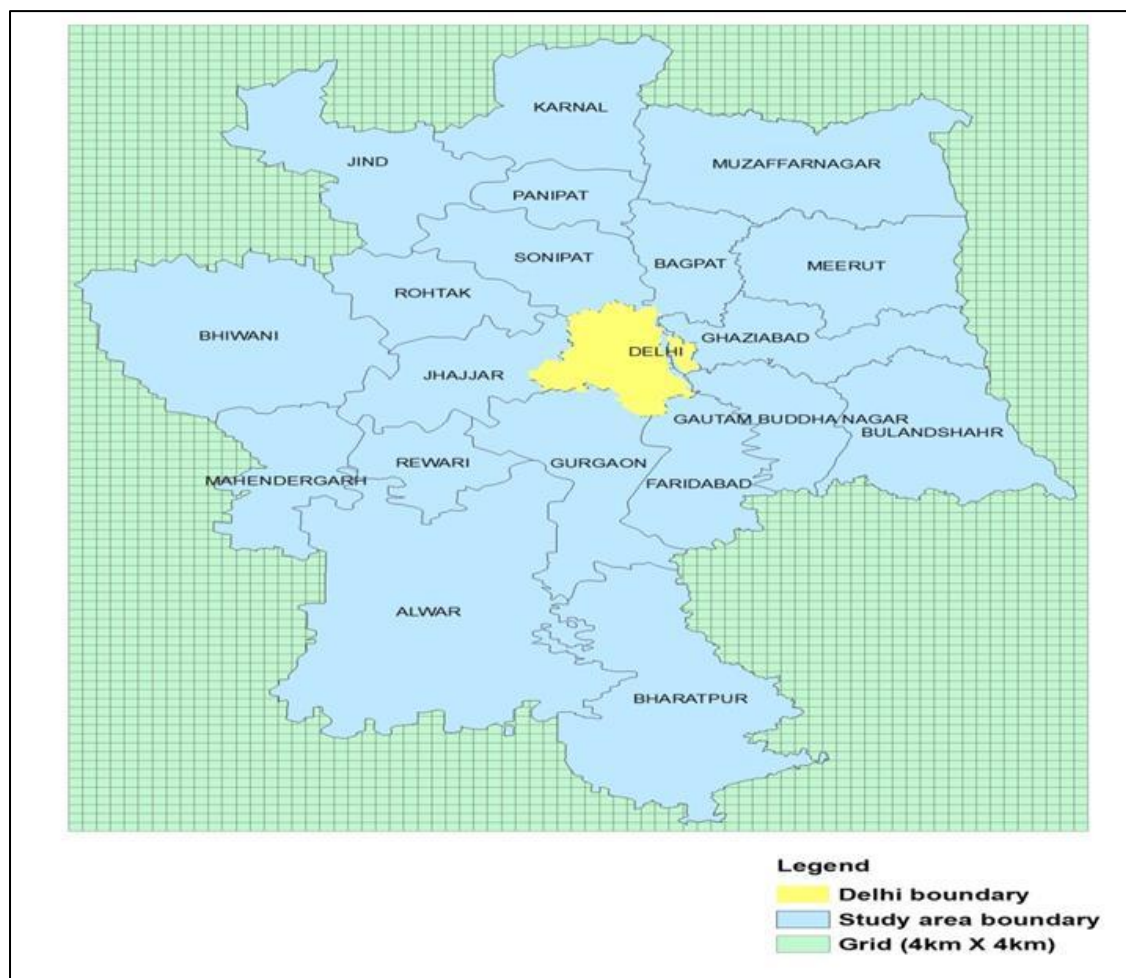 KARNAL
JIND
MUZAFFARNAGAR
PANIPAT
SONIPAT
BAGPAT
MEERUT
ROHTAK
BHIWANI
GHAZIABAD
DELHI
JHAJJAR
GAUTAM BUDDHA NAGAR
BULANDSHAHR
REWARI
GURGAON
MAHENDERGARH
FARIDABAD
ALWAR
BHARATPUR
Legend
Delhi boundary
Study area boundary
Grid (4km X 4km)